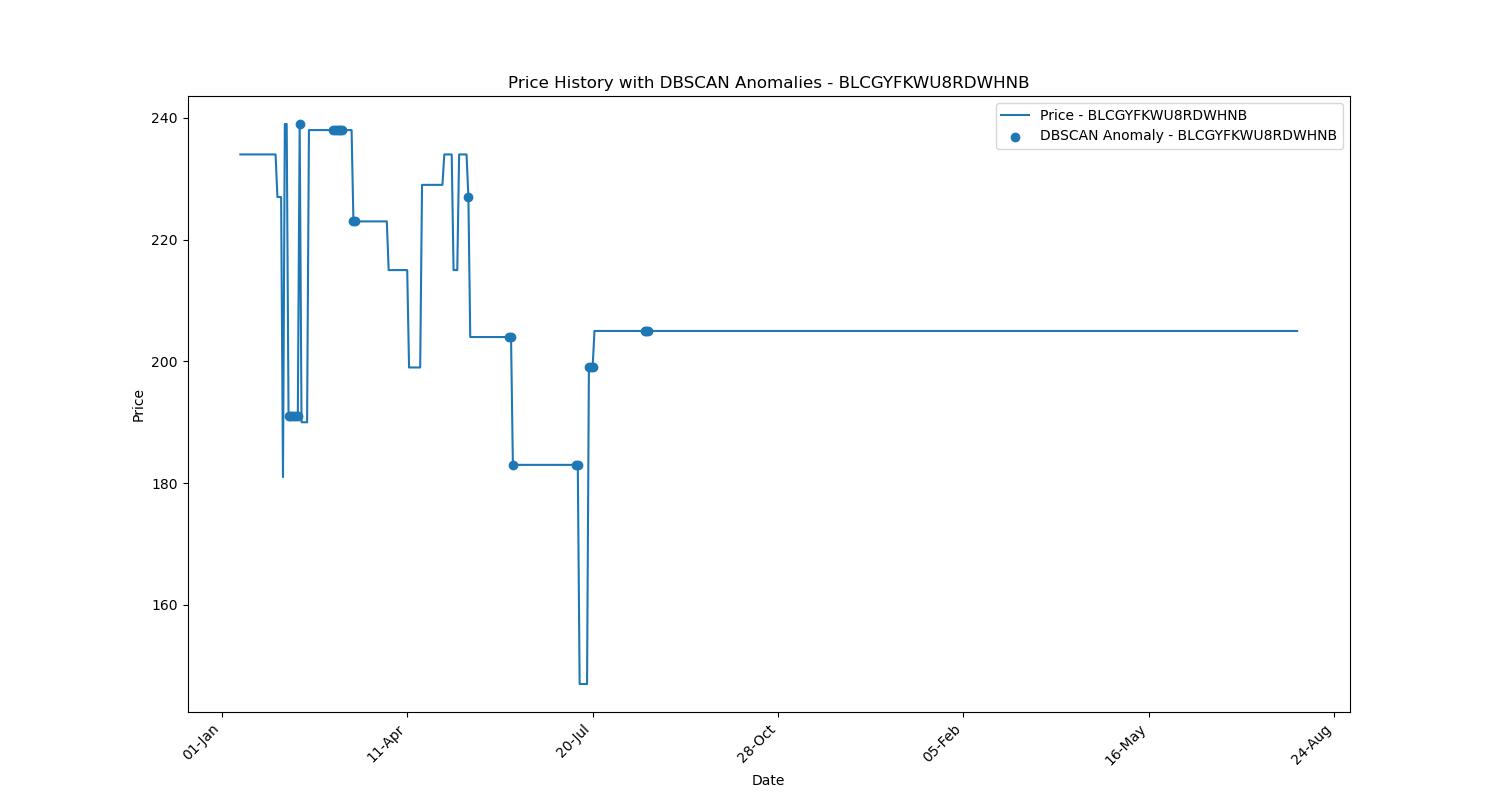 Price History with DBSCAN Anomalies - BLCGYFKWU8RDWHNB
Price - BLCGYFKWU8RDWHNB
DBSCAN Anomaly - BLCGYFKWU8RDWHNB
240
220
200
180
160
Price
01-Jan
11-Apr
20-Jul
28-Oct
05-Feb
16-May
24-Aug
Date